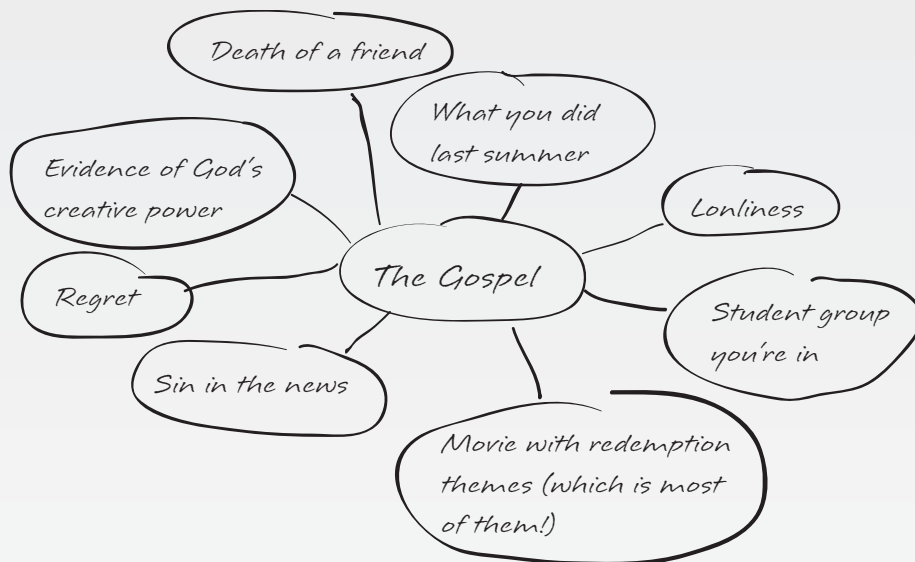 Death of a friend
What you did
last summer
Evidence of God's
creative power
Lonliness
The Gospel
Regret
Student group
you're in
Sin in the news
Movie with redemption
themes (which is most
of them!)